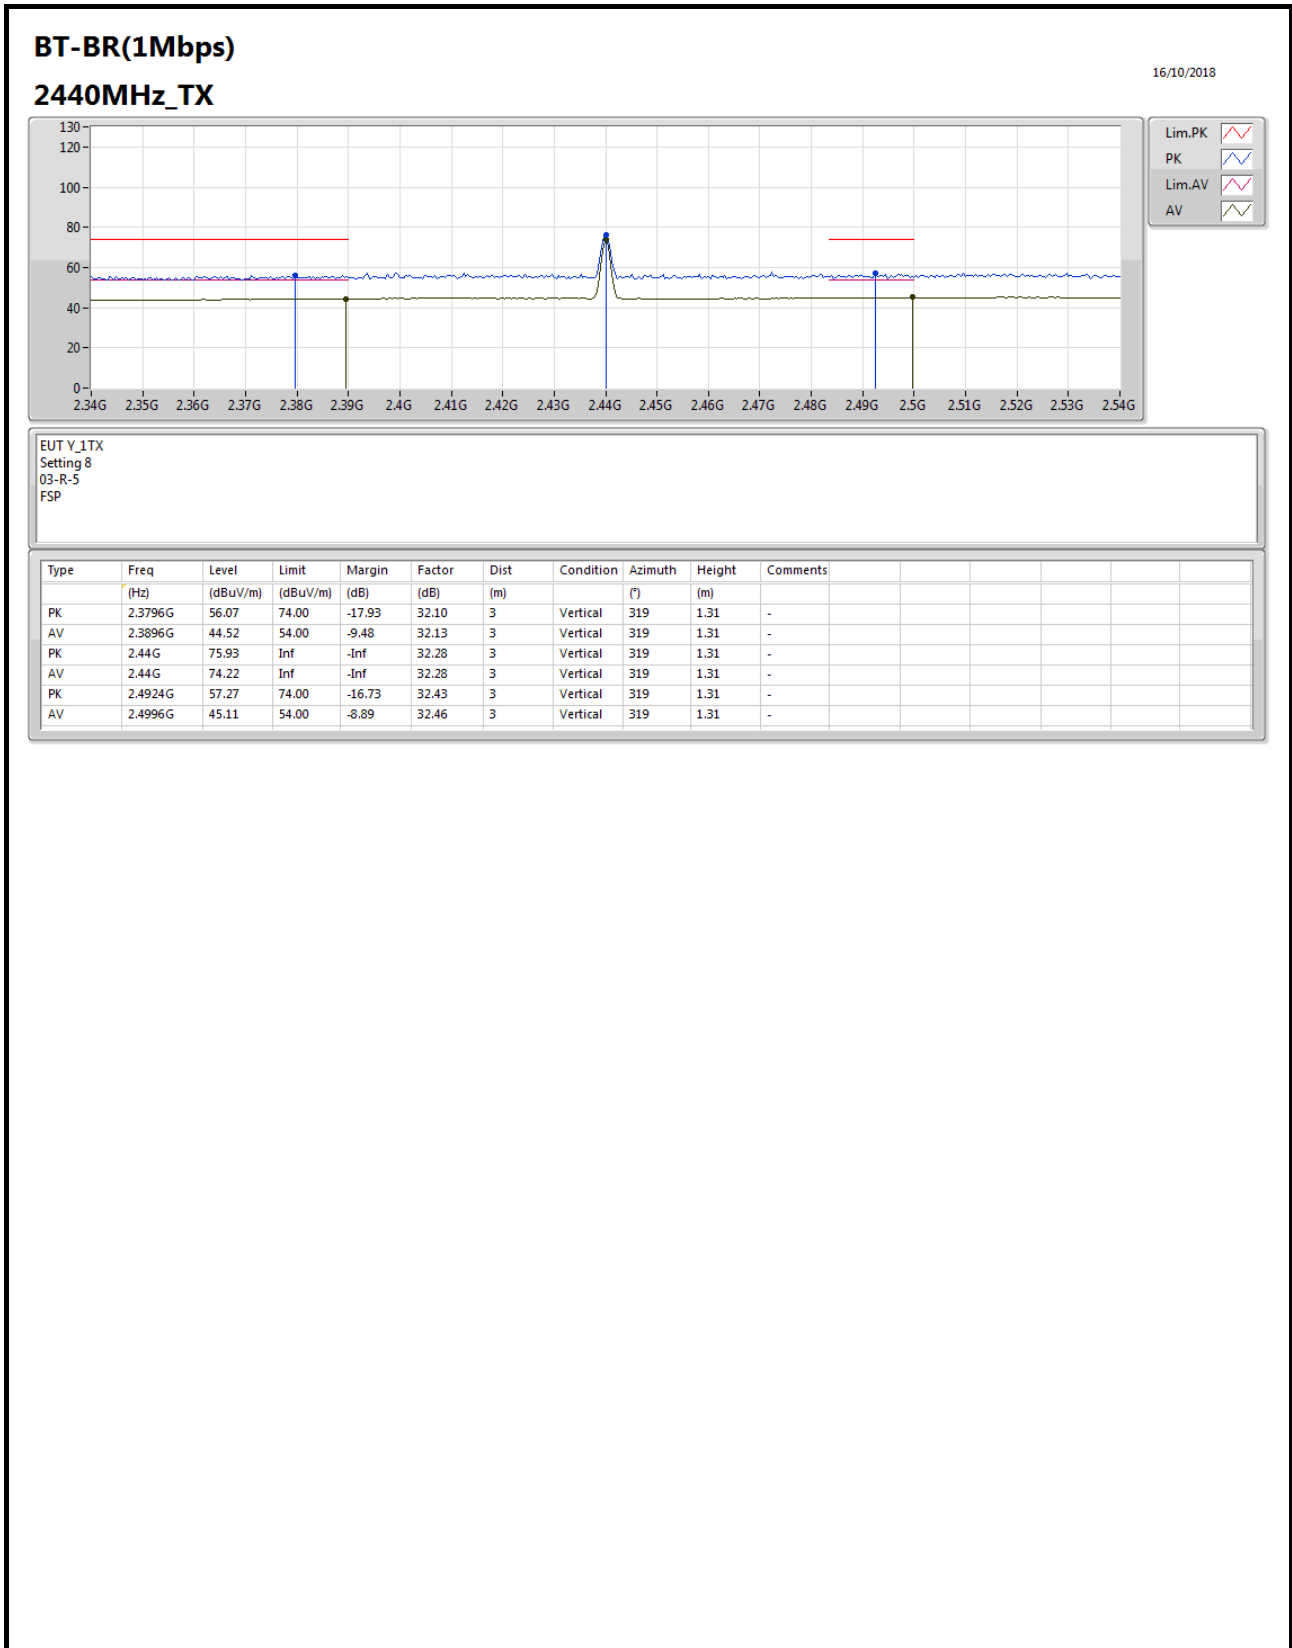 BT-BR(1Mbps)
16/10/2018
2440MHz_TX
130
120
100
80
60
40
20
0
2.34G 2.35G 2.36G 2.37G 2.38G 2.39G 2.4G 2.41G 2.42G 2.43G 2.44G 2.45G 2.46G 2.47G 2.48G 2.49G 2.5G 2.51G 2.52G 2.53G 2.54G
Lim.PK
PK
Lim.AV
AV
EUT Y_1TX
Setting 8
03-R-5
FSP
Type Freq Level Limit Margin Factor Dist Condition Azimuth Height Comments
(Hz) (dBuV/m) (dBuV/m) (dB) (dB) (m) (°) (m)
PK 2.3796G 56.07 74.00 -17.93 32.10 3 Vertical 319 1.31 -
AV 2.3896G 44.52 54.00 -9.48 32.13 3 Vertical 319 1.31 -
PK 2.44G 75.93 Inf -Inf 32.28 3 Vertical 319 1.31 -
AV 2.44G 74.22 Inf -Inf 32.28 3 Vertical 319 1.31 -
PK 2.4924G 57.27 74.00 -16.73 32.43 3 Vertical 319 1.31 -
AV 2.4996G 45.11 54.00 -8.89 32.46 3 Vertical 319 1.31 -